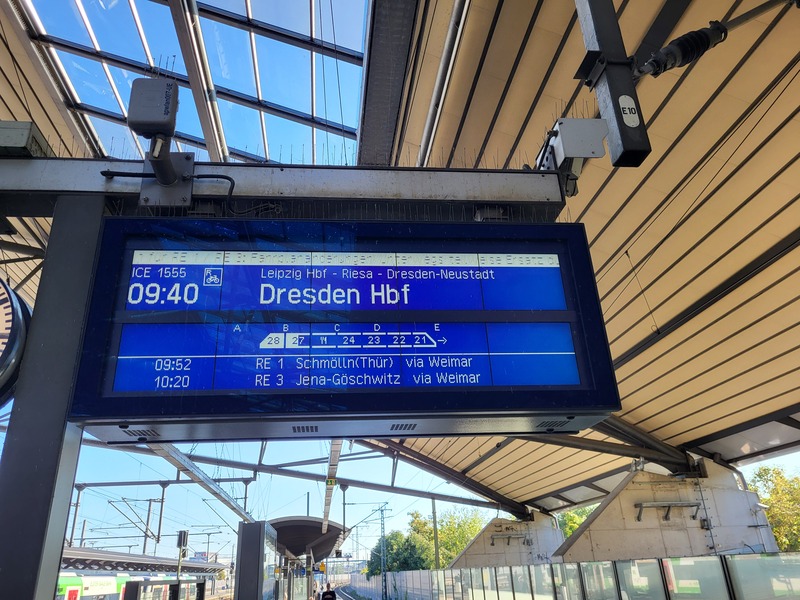 E10
ICE 1555
Leipzig Hbf - Riesa - Dresden-Neustadt
09:40
Dresden Hbf
A B C D E
28 27 24 23 22 21
09:52 RE 1 Schmölln(Thür) via Weimar
10:20 RE 3 Jena-Göschwitz via Weimar